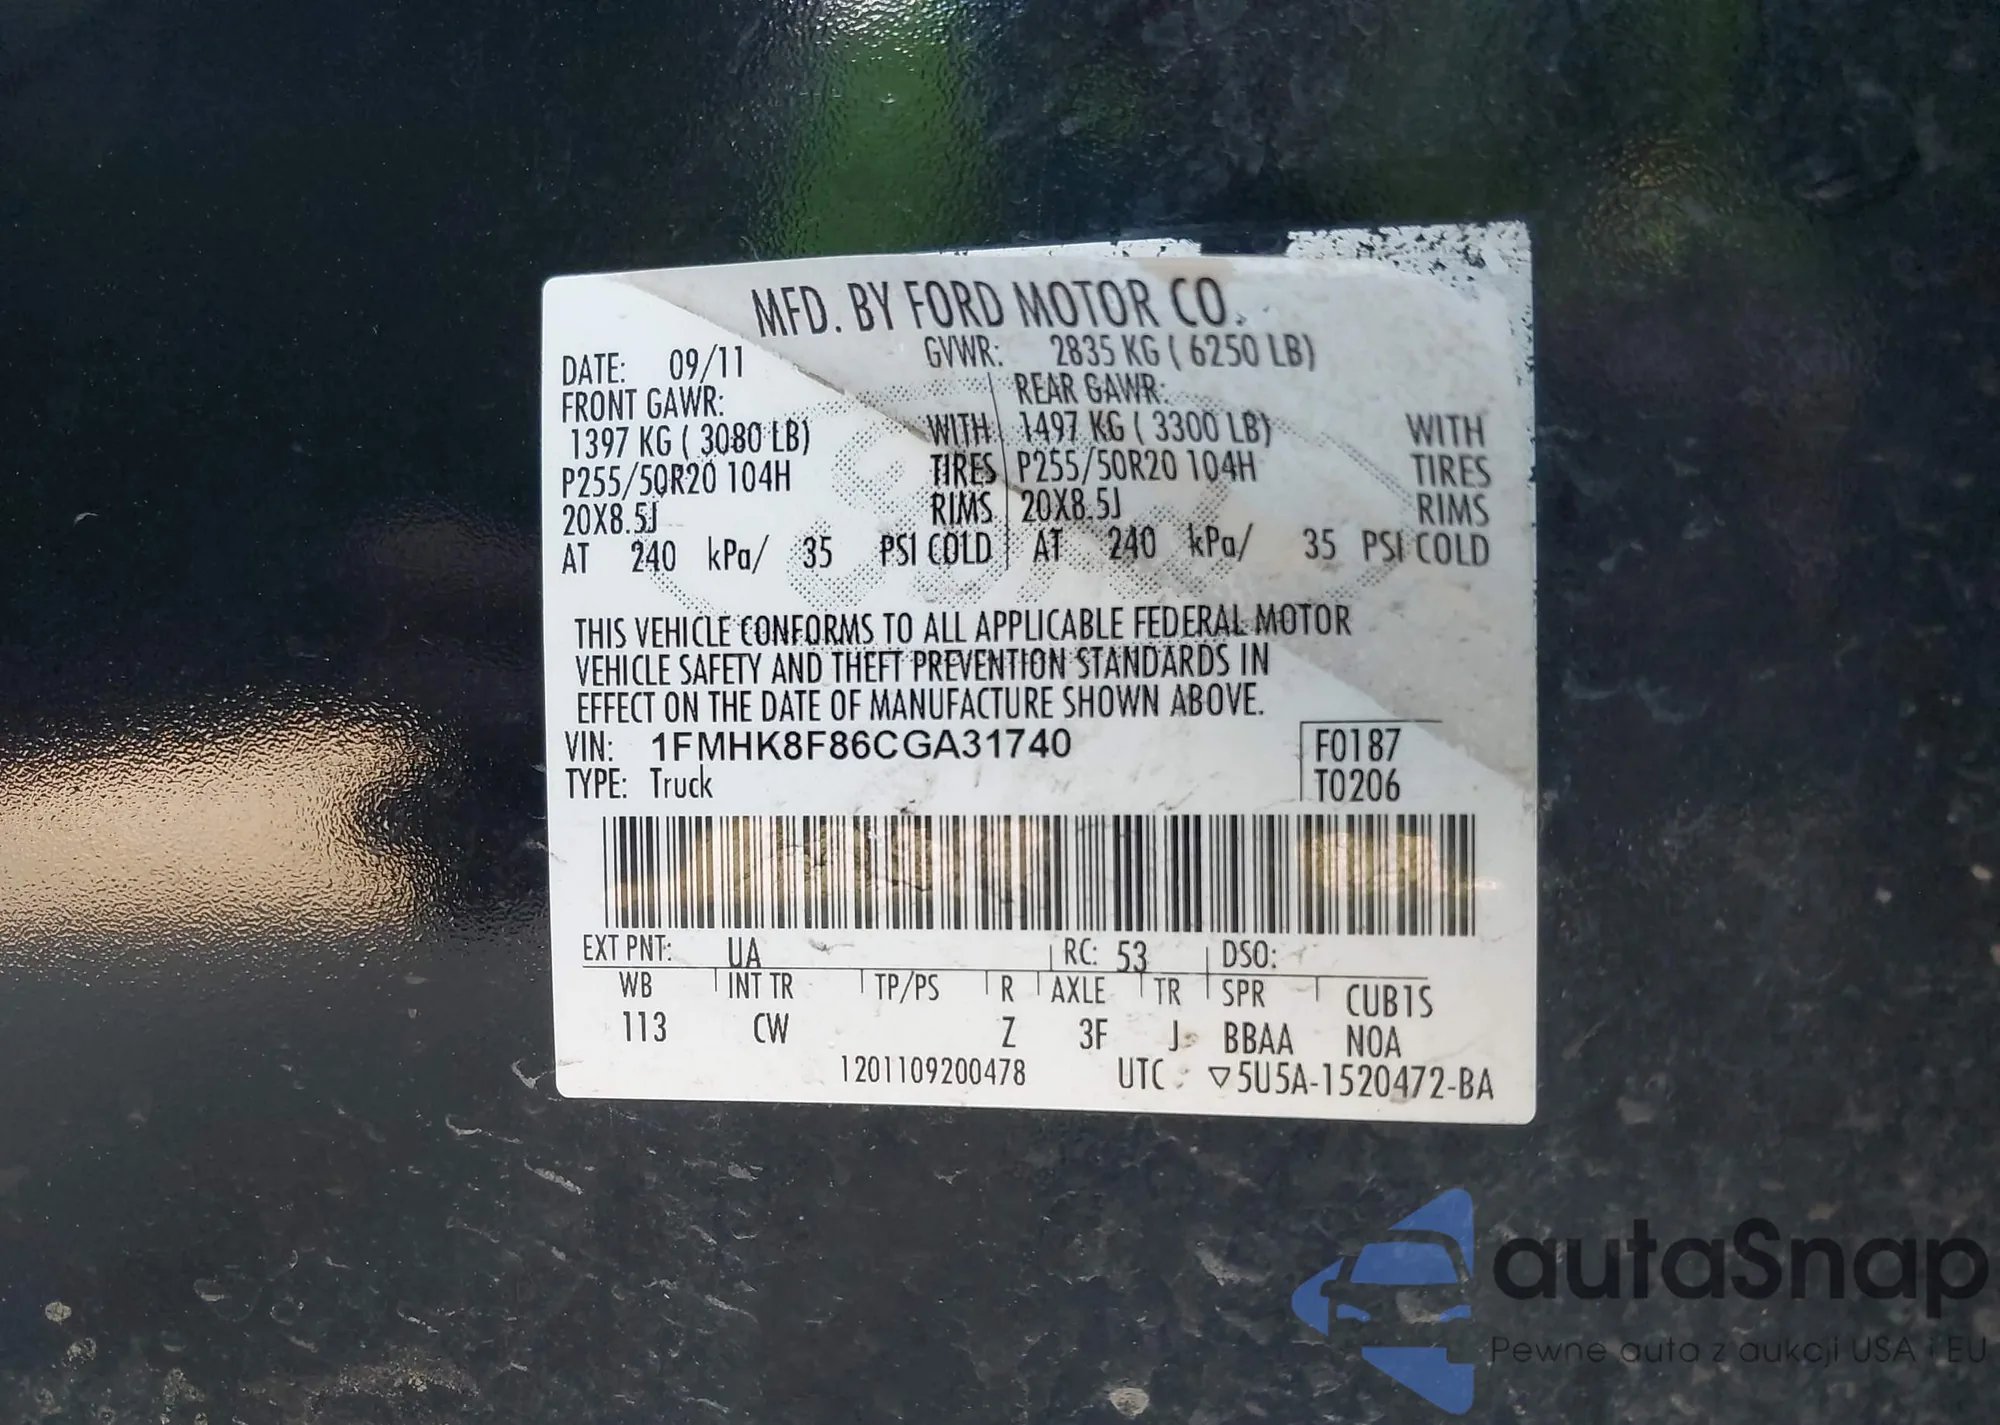 MFD. BY FORD MOTOR CO.
DATE: 09/11 GVWR: 2835 KG ( 6250 LB)
FRONT GAWR: REAR GAWR:
1397 KG ( 3080 LB) WITH 1497 KG ( 3300 LB) WITH
P255/50R20 104H TIRES P255/50R20 104H TIRES
20X8.5J RIMS 20X8.5J RIMS
AT 240 kPa/ 35 PSI COLD AT 240 kPa/ 35 PSI COLD
THIS VEHICLE CONFORMS TO ALL APPLICABLE FEDERAL MOTOR
VEHICLE SAFETY AND THEFT PREVENTION STANDARDS IN
EFFECT ON THE DATE OF MANUFACTURE SHOWN ABOVE.
VIN: 1FMHK8F86CGA31740 F0187
TYPE: Truck T0206
EXT PNT: UA RC: 53 DSO:
WB INT TR TP/PS R AXLE TR SPR CUB1S
113 CW Z 3F J BBAA NOA
1201109200478 UTC ▽5U5A-1520472-BA
autaSnap
Pewne auta z aukcji USA i EU